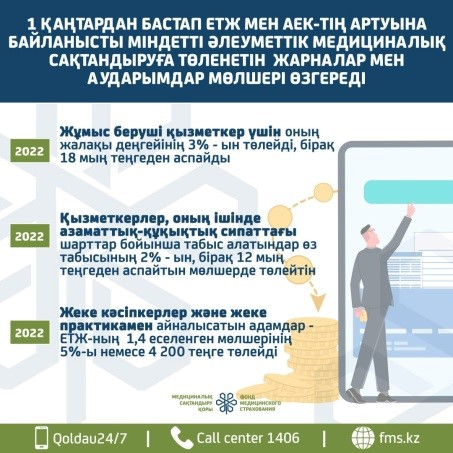 1 ҚАҢТАРДАН БАСТАП ЕТЖ МЕН АЕК-ТІҢ АРТУЫНА
БАЙЛАНЫСТЫ МІНДЕТТІ ӘЛЕУМЕТТІК МЕДИЦИНАЛЫҚ
САҚТАНДЫРУҒА ТӨЛЕНЕТІН ЖАРНАЛАР МЕН
АУДАРЫМДАР МӨЛШЕРІ ӨЗГЕРЕДІ
2022
Жұмыс беруші қызметкер үшін оның
жалақы деңгейінің 3% - ын төлейді, бірақ
18 мың теңгеден аспайды
2022
Қызметкерлер, оның ішінде
азаматтық-құқықтық сипаттағы
шарттар бойынша табыс алатындар өз
табысының 2% - ын, бірақ 12 мың
теңгеден аспайтын мөлшерде төлейтін
2022
Жеке кәсіпкерлер және жеке
практикамен айналысатын адамдар -
ЕТЖ-ның 1,4 еселенген мөлшерінің
5%-ы немесе 4 200 теңге төлейді
МЕДИЦИНАЛЫҚ
САҚТАНДЫРУ
ҚОРЫ
ФОНД
МЕДИЦИНСКОГО
СТРАХОВАНИЯ
Qoldau24/7
Call center 1406
fms.kz